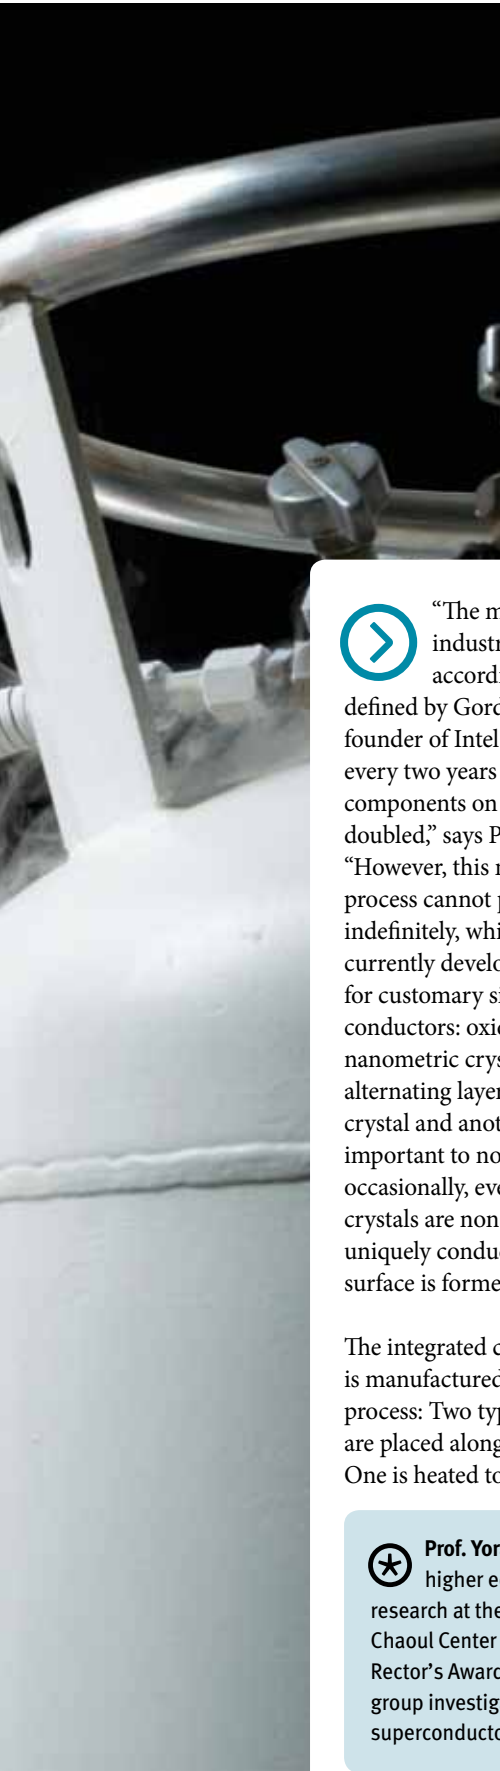 “The
industr
accord
defined by Gord
founder of Intel
every two years
components on
doubled,” says P
“However, this
process cannot
indefinitely, whi
currently develo
for customary si
conductors: oxi
nanometric crys
alternating layer
crystal and anot
important to no
occasionally, eve
crystals are non
uniquely condu
surface is forme
The integrated
is manufactured
process: Two typ
are placed along
One is heated to
Prof. Yor
higher e
research at the
Chaoul Center
Rector’s Award
group investig
superconducto